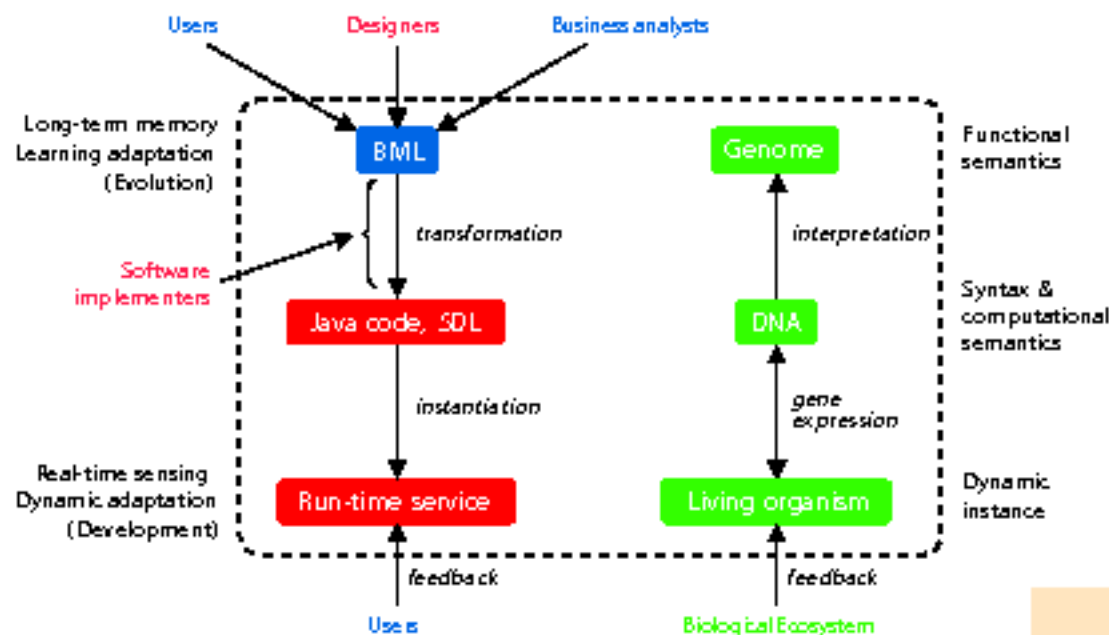 Users
Designers
Business analysts
Long-term memory
Learning adaptation
(Evolution)
BML
Genome
Functional
semantics
transformation
interpretation
Software
implementers
Java code, SDL
DNA
Syntax &
computational
semantics
instantiation
gene
expression
Real-time sensing
Dynamic adaptation
(Development)
Run-time service
Living organism
Dynamic
instance
feedback
feedback
Users
Biological Ecosystem